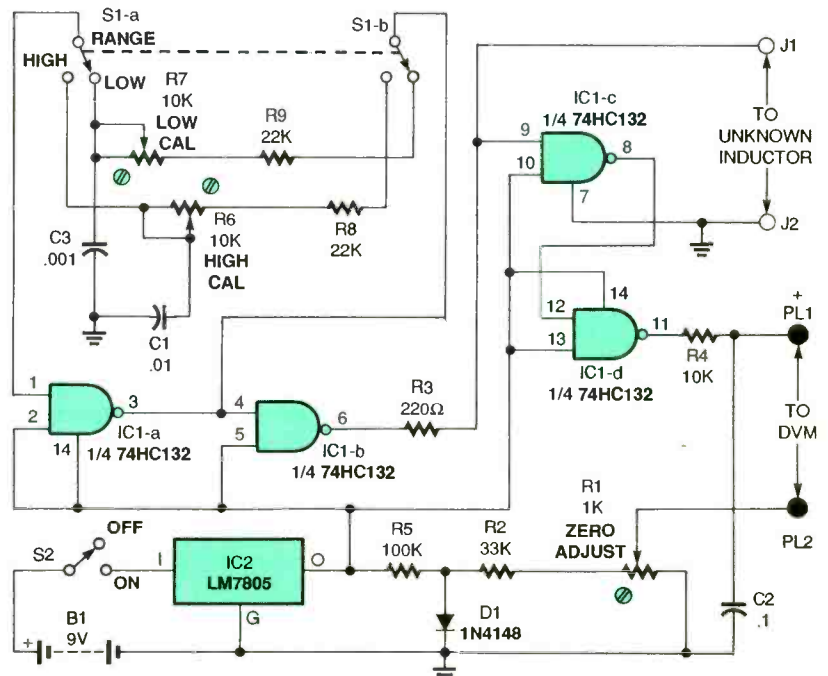 S1-a
RANGE
S1-b
HIGH
LOW
R7
10K
LOW
CAL
R9
22K
R6
10K
HIGH
CAL
R8
22K
C3
.001
C1
.01
J1
TO
UNKNOWN
INDUCTOR
J2
IC1-c
1/4 74HC132
9
10
8
7
12
13
14
11
IC1-d
1/4 74HC132
R4
10K
+
PL1
TO
DVM
PL2
1
2
3
14
IC1-a
1/4 74HC132
4
5
6
IC1-b
1/4 74HC132
R3
220Ω
OFF
S2
ON
I
IC2
LM7805
O
G
B1
9V
+
R5
100K
R2
33K
D1
1N4148
R1
1K
ZERO
ADJUST
C2
.1